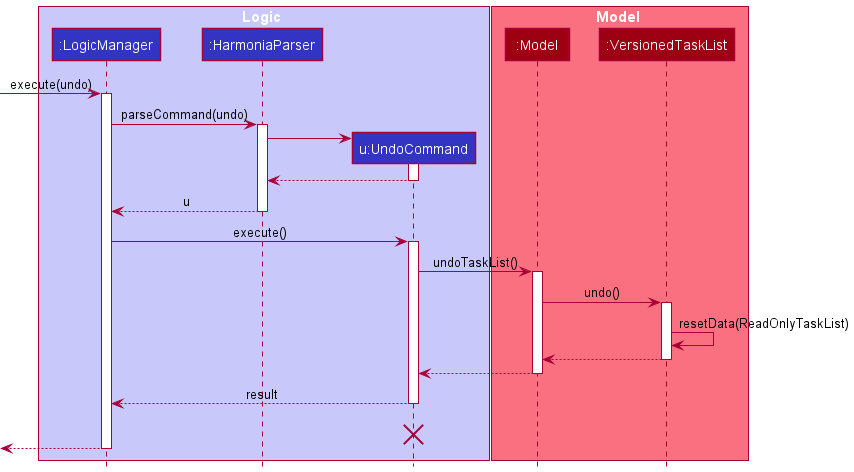 Logic
Model
:LogicManager
:HarmoniaParser
:Model
:VersionedTaskList
execute(undo)
parseCommand(undo)
u:UndoCommand
u
execute()
undoTaskList()
undo()
resetData(ReadOnlyTaskList)
result